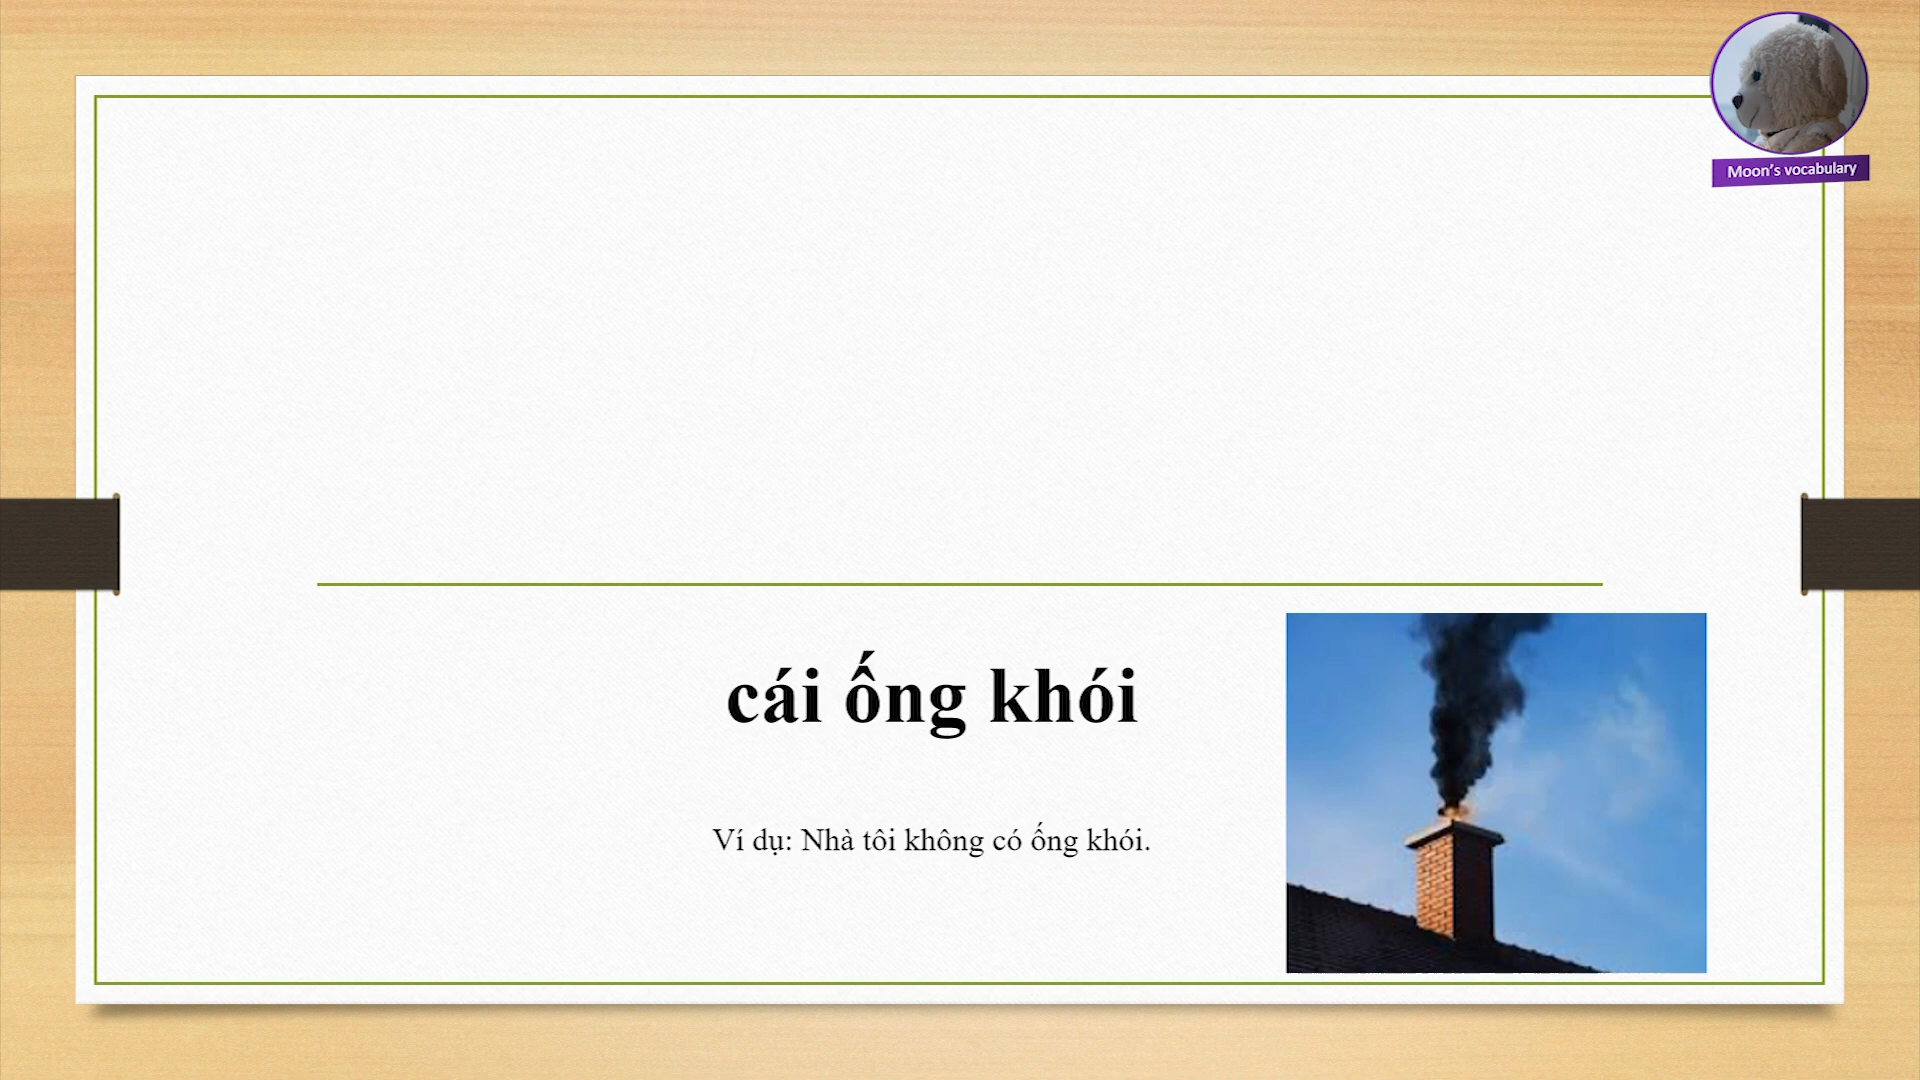 Moon's vocabulary
cái ống khói
Ví dụ: Nhà tôi không có ống khói.